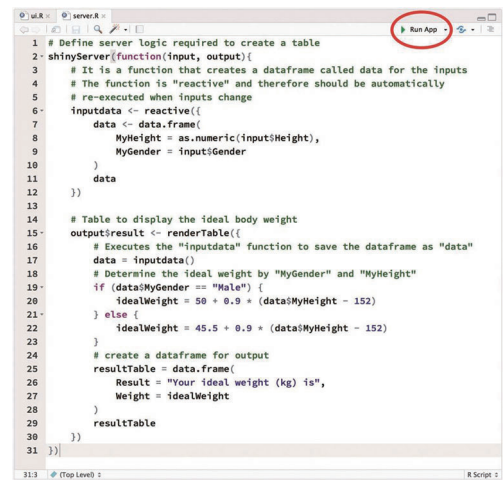 ui.R × server.R ×
Run App
1 # Define server logic required to create a table
2 shinyServer(function(input, output){
3     # It is a function that creates a dataframe called data for the inputs
4     # The function is "reactive" and therefore should be automatically
5     # re-executed when inputs change
6     inputdata <- reactive({
7         data <- data.frame(
8             MyHeight = as.numeric(input$Height),
9             MyGender = input$Gender
10         )
11         data
12     })
13
14     # Table to display the ideal body weight
15     output$result <- renderTable({
16         # Executes the "inputdata" function to save the dataframe as "data"
17         data = inputdata()
18         # Determine the ideal weight by "MyGender" and "MyHeight"
19         if (data$MyGender == "Male") {
20             idealWeight = 50 + 0.9 * (data$MyHeight - 152)
21         } else {
22             idealWeight = 45.5 + 0.9 * (data$MyHeight - 152)
23         }
24         # create a dataframe for output
25         resultTable = data.frame(
26             Result = "Your ideal weight (kg) is",
27             Weight = idealWeight
28         )
29         resultTable
30     })
31 })
31:3 (Top Level) R Script